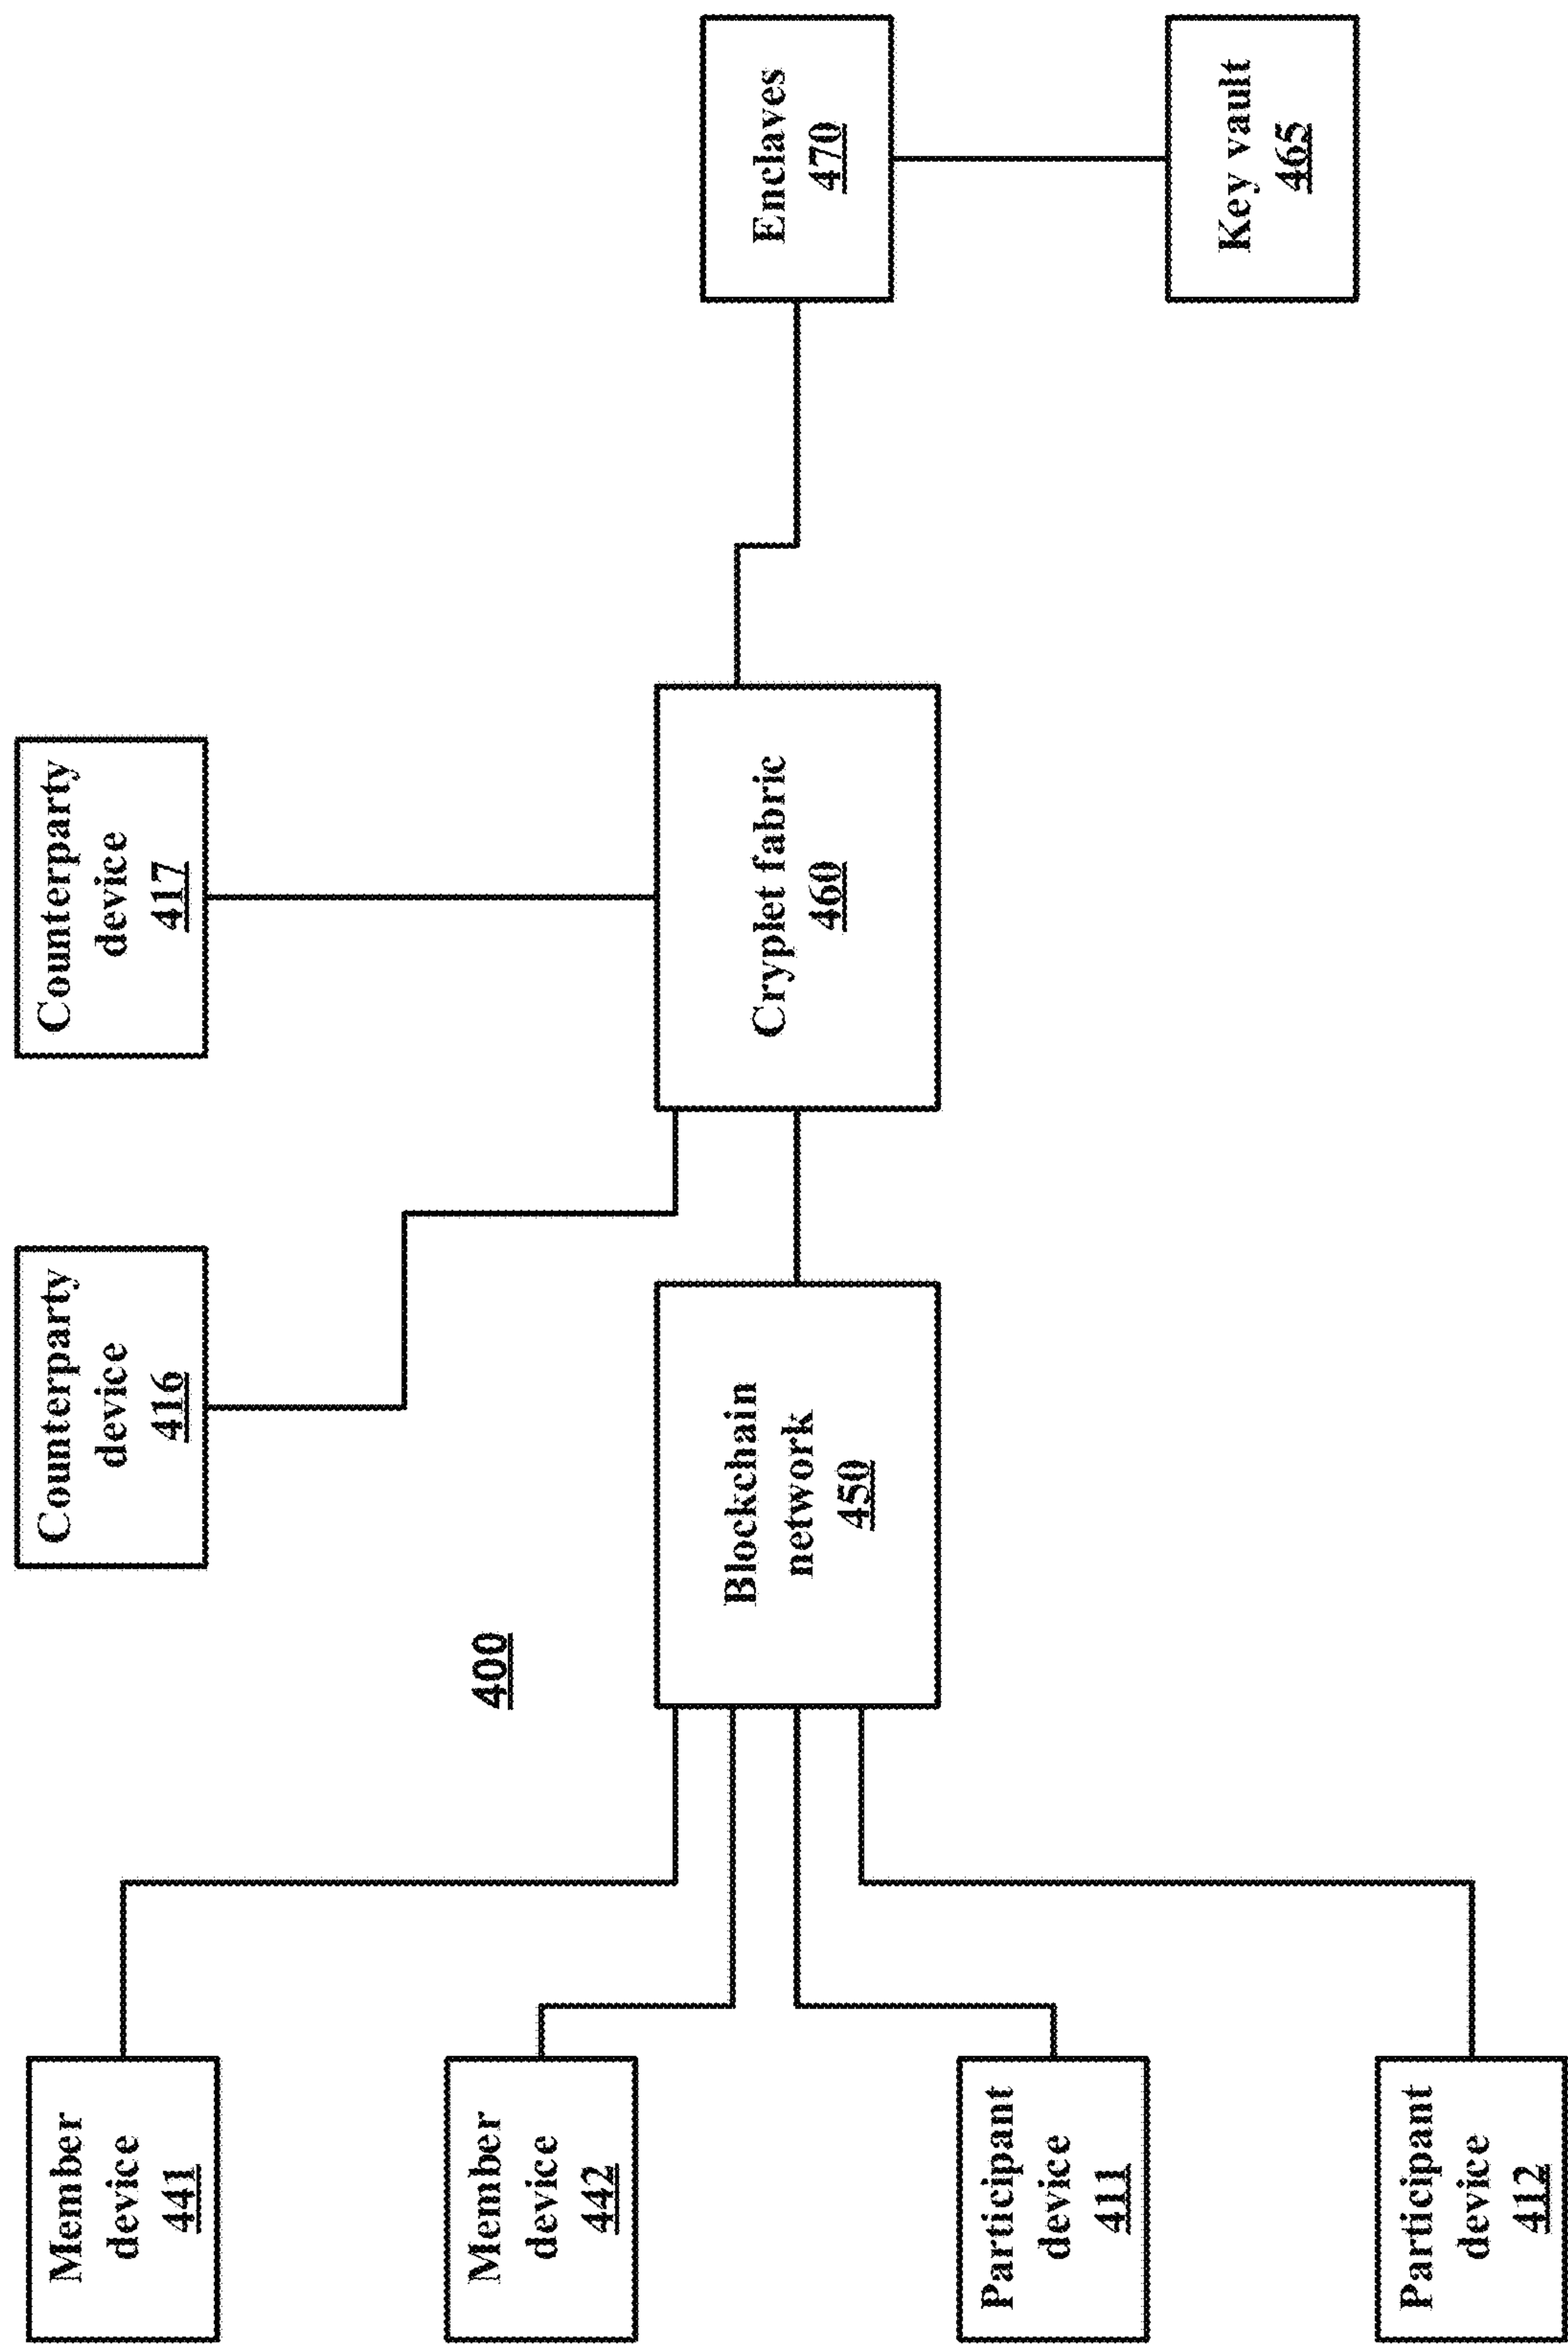 Member
device
441
Member
device
442
Participant
device
411
Participant
device
412
400
Blockchain
network
450
Counterparty
device
416
Counterparty
device
417
Cryplet fabric
460
Enclaves
470
Key vault
465